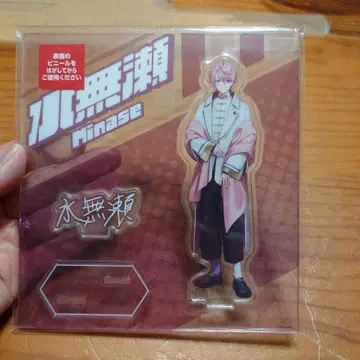 表面の
ビニールを
はがしてから
ご使用ください
水無瀬
Minase
水無瀬